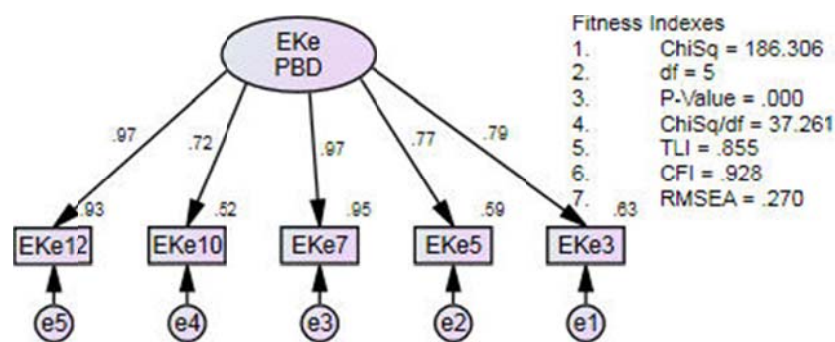 EKe
PBD
Fitness Indexes
1. ChiSq = 186.306
2. df = 5
3. P-Value = .000
4. ChiSq/df = 37.261
5. TLI = .855
6. CFI = .928
7. RMSEA = .270
.97
.72
.97
.77
.79
.93
.52
.95
.59
.63
EKe12
EKe10
EKe7
EKe5
EKe3
e5
e4
e3
e2
e1